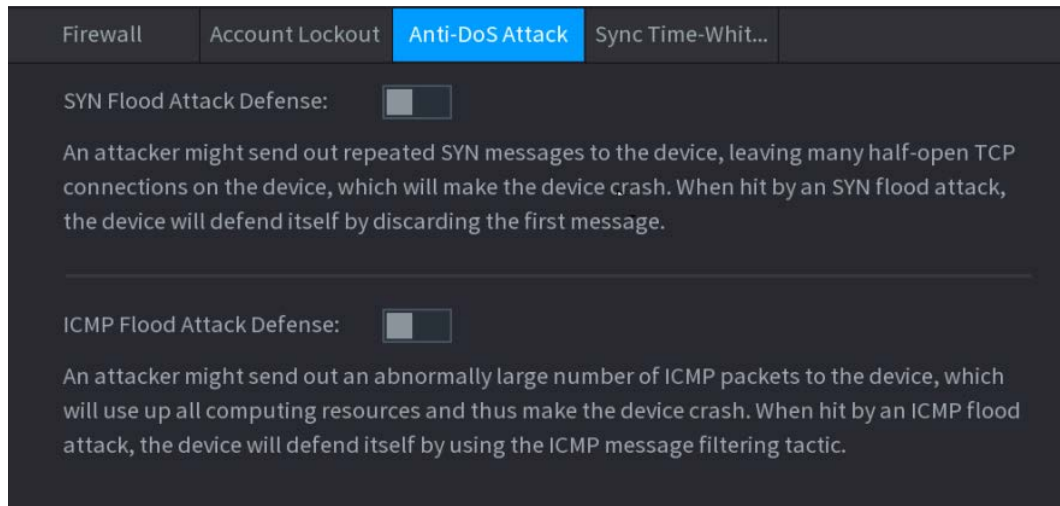 Firewall Account Lockout Anti-DoS Attack Sync Time-Whit...
SYN Flood Attack Defense:
An attacker might send out repeated SYN messages to the device, leaving many half-open TCP
connections on the device, which will make the device crash. When hit by an SYN flood attack,
the device will defend itself by discarding the first message.
ICMP Flood Attack Defense:
An attacker might send out an abnormally large number of ICMP packets to the device, which
will use up all computing resources and thus make the device crash. When hit by an ICMP flood
attack, the device will defend itself by using the ICMP message filtering tactic.